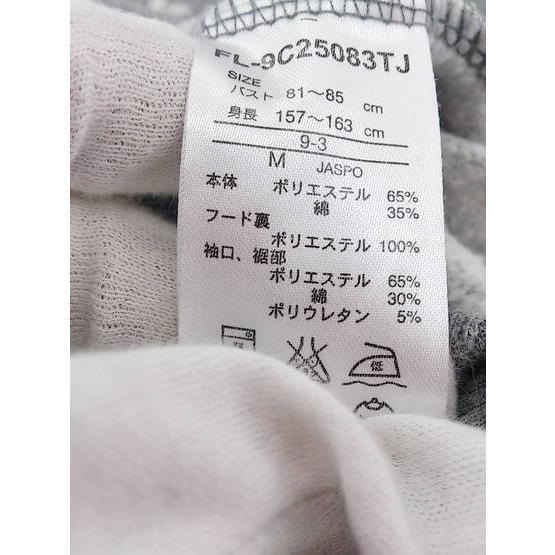 FL-9C25083TJ
SIZE
バスト 81〜85 cm
身長 157〜163 cm
9-3
M JASPO
本体 ポリエステル 65%
綿 35%
フード裏
ポリエステル 100%
袖口、裾部
ポリエステル 65%
綿 30%
ポリウレタン 5%
低